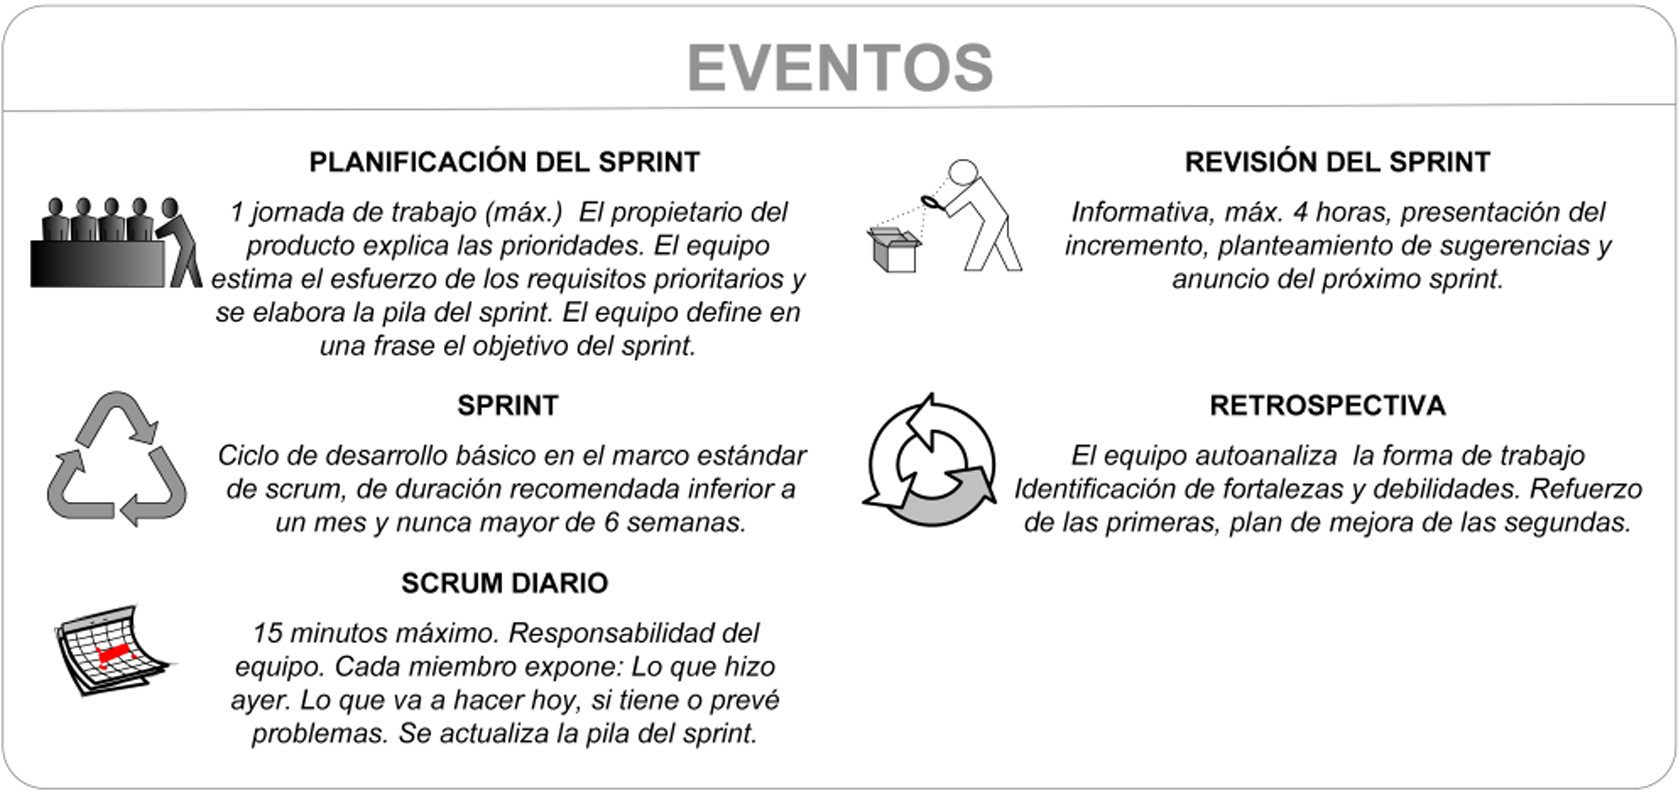 EVENTOS
PLANIFICACIÓN DEL SPRINT
1 jornada de trabajo (máx.)  El propietario del
producto explica las prioridades. El equipo
estima el esfuerzo de los requisitos prioritarios y
se elabora la pila del sprint. El equipo define en
una frase el objetivo del sprint.
REVISIÓN DEL SPRINT
Informativa, máx. 4 horas, presentación del
incremento, planteamiento de sugerencias y
anuncio del próximo sprint.
SPRINT
Ciclo de desarrollo básico en el marco estándar
de scrum, de duración recomendada inferior a
un mes y nunca mayor de 6 semanas.
RETROSPECTIVA
El equipo autoanaliza  la forma de trabajo
Identificación de fortalezas y debilidades. Refuerzo
de las primeras, plan de mejora de las segundas.
SCRUM DIARIO
15 minutos máximo. Responsabilidad del
equipo. Cada miembro expone: Lo que hizo
ayer. Lo que va a hacer hoy, si tiene o prevé
problemas. Se actualiza la pila del sprint.